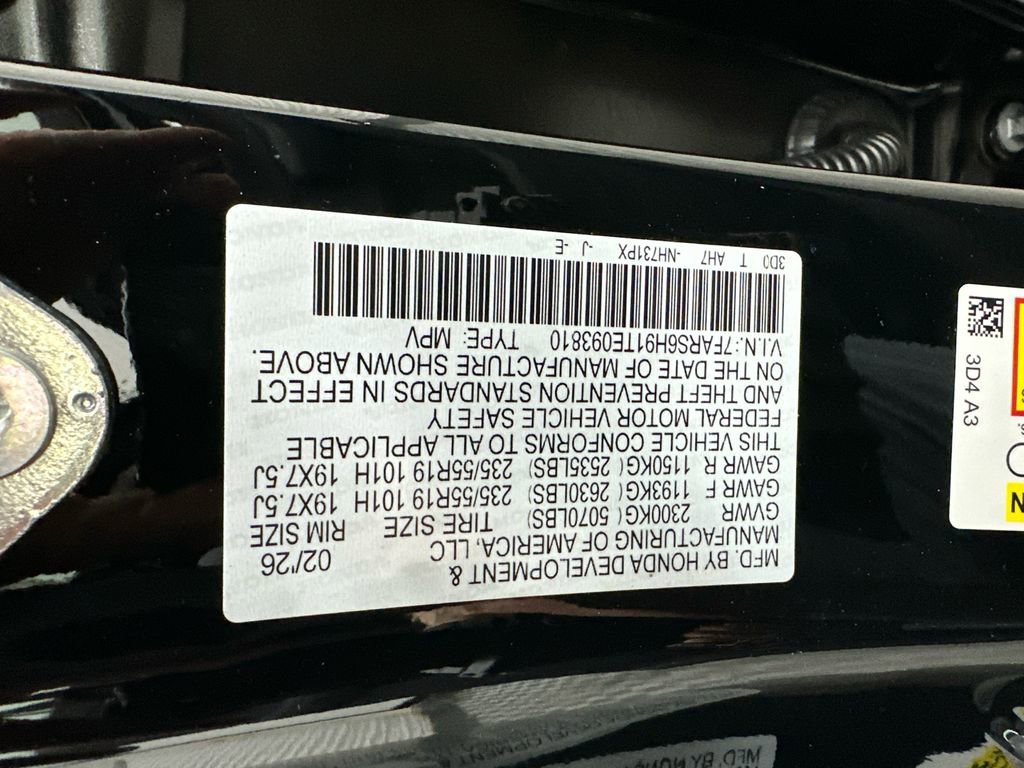 MFD. BY HONDA DEVELOPMENT &
MANUFACTURING OF AMERICA, LLC 02/'26
GVWR 2300KG ( 5070LBS) TIRE SIZE RIM SIZE
GAWR F 1193KG ( 2630LBS) 235/55R19 101H 19X7.5J
GAWR R 1150KG ( 2535LBS) 235/55R19 101H 19X7.5J
THIS VEHICLE CONFORMS TO ALL APPLICABLE
FEDERAL MOTOR VEHICLE SAFETY
AND THEFT PREVENTION STANDARDS IN EFFECT
ON THE DATE OF MANUFACTURE SHOWN ABOVE.
V.I.N.:7FARS6H91TE093810 TYPE: MPV
3D0 T AH7 -NH731PX -J -E
3D4 A3
MFD. BY